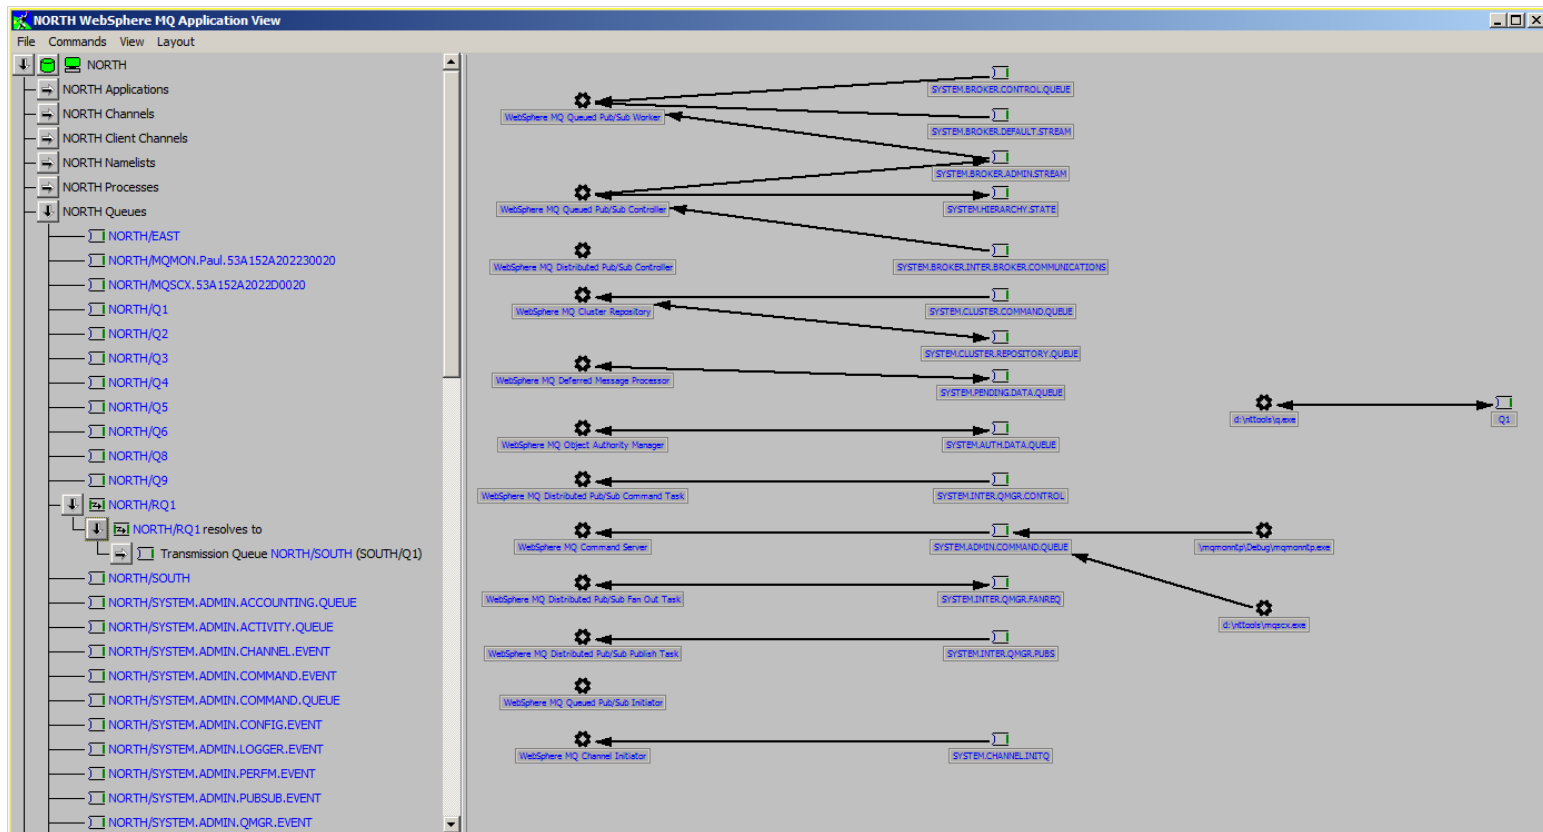 NORTH WebSphere MQ Application View
File Commands View Layout
NORTH
NORTH Applications
NORTH Channels
NORTH Client Channels
NORTH Namelists
NORTH Processes
NORTH Queues
NORTH/EAST
NORTH/MQMON.Paul.53A152A202230020
NORTH/MQSCX.53A152A2022D0020
NORTH/Q1
NORTH/Q2
NORTH/Q3
NORTH/Q4
NORTH/Q5
NORTH/Q6
NORTH/Q8
NORTH/Q9
NORTH/RQ1
NORTH/RQ1 resolves to
Transmission Queue NORTH/SOUTH (SOUTH/Q1)
NORTH/SOUTH
NORTH/SYSTEM.ADMIN.ACCOUNTING.QUEUE
NORTH/SYSTEM.ADMIN.ACTIVITY.QUEUE
NORTH/SYSTEM.ADMIN.CHANNEL.EVENT
NORTH/SYSTEM.ADMIN.COMMAND.EVENT
NORTH/SYSTEM.ADMIN.COMMAND.QUEUE
NORTH/SYSTEM.ADMIN.CONFIG.EVENT
NORTH/SYSTEM.ADMIN.LOGGER.EVENT
NORTH/SYSTEM.ADMIN.PERFM.EVENT
NORTH/SYSTEM.ADMIN.PUBSUB.EVENT
NORTH/SYSTEM.ADMIN.QMGR.EVENT
SYSTEM.BROKER.CONTROL.QUEUE
WebSphere MQ Queued Pub/Sub Worker
SYSTEM.BROKER.DEFAULT.STREAM
SYSTEM.BROKER.ADMIN.STREAM
WebSphere MQ Queued Pub/Sub Controller
SYSTEM.HIERARCHY.STATE
WebSphere MQ Distributed Pub/Sub Controller
SYSTEM.BROKER.INTER.BROKER.COMMUNICATIONS
WebSphere MQ Cluster Repository
SYSTEM.CLUSTER.COMMAND.QUEUE
SYSTEM.CLUSTER.REPOSITORY.QUEUE
WebSphere MQ Deferred Message Processor
SYSTEM.PENDING.DATA.QUEUE
d:\nttools\q.exe
Q1
WebSphere MQ Object Authority Manager
SYSTEM.AUTH.DATA.QUEUE
WebSphere MQ Distributed Pub/Sub Command Task
SYSTEM.INTER.QMGR.CONTROL
WebSphere MQ Command Server
SYSTEM.ADMIN.COMMAND.QUEUE
\mqmonntp\Debug\mqmonntp.exe
WebSphere MQ Distributed Pub/Sub Fan Out Task
SYSTEM.INTER.QMGR.FANREQ
d:\nttools\mqscx.exe
WebSphere MQ Distributed Pub/Sub Publish Task
SYSTEM.INTER.QMGR.PUBS
WebSphere MQ Queued Pub/Sub Initiator
WebSphere MQ Channel Initiator
SYSTEM.CHANNEL.INITQ